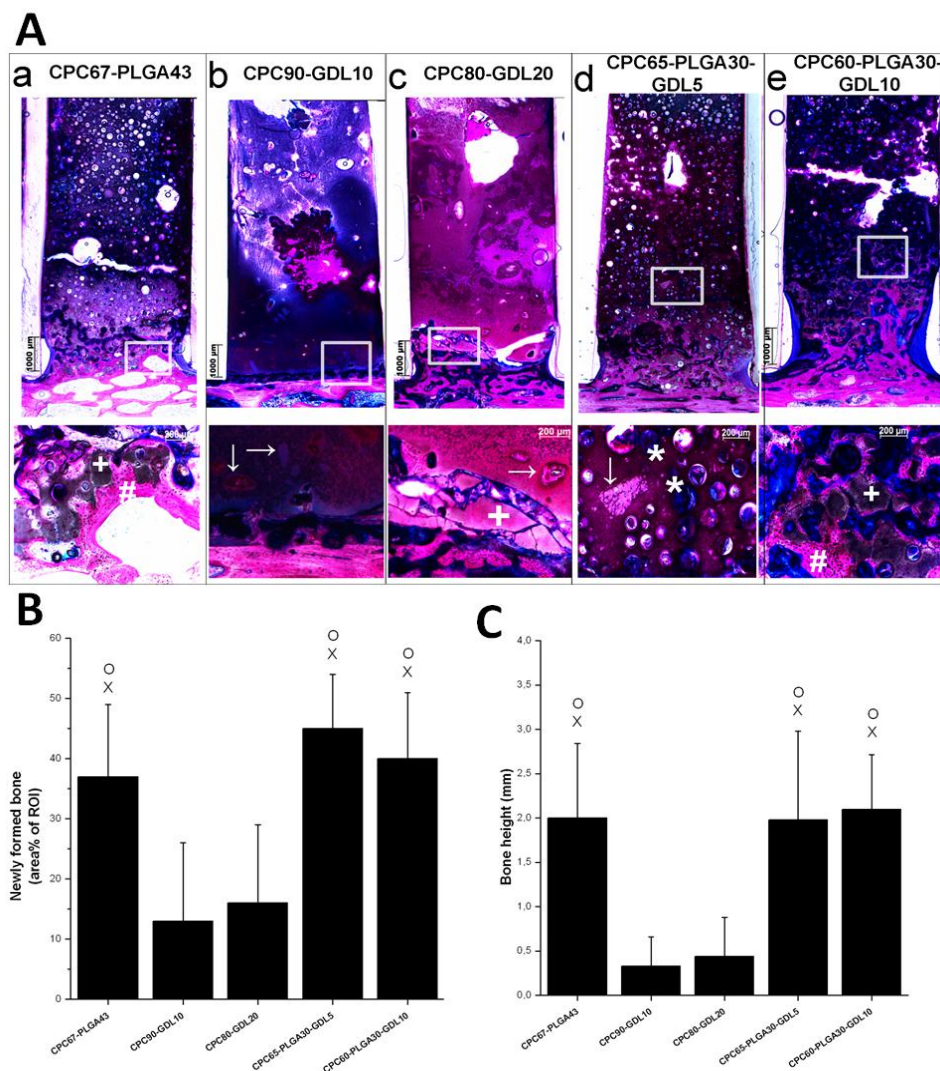 A
a CPC67-PLGA43
b CPC90-GDL10
c CPC80-GDL20
d CPC65-PLGA30-
GDL5
e CPC60-PLGA30-
GDL10
1000 µm
1000 µm
1000 µm
1000 µm
1000 µm
200 µm
+
#
200 µm
200 µm
+
200 µm
*
*
200 µm
+
#
B
60
50
40
30
20
10
0
Newly formed bone
(area% of ROI)
O
X
O
X
O
X
CPC67-PLGA43
CPC90-GDL10
CPC80-GDL20
CPC65-PLGA30-GDL5
CPC60-PLGA30-GDL10
C
4,0
3,5
3,0
2,5
2,0
1,5
1,0
0,5
0,0
Bone height (mm)
O
X
O
X
O
X
CPC67-PLGA43
CPC90-GDL10
CPC80-GDL20
CPC65-PLGA30-GDL5
CPC60-PLGA30-GDL10